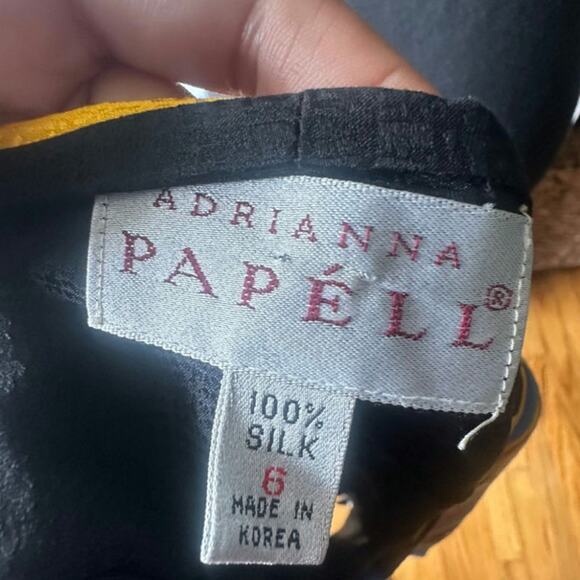 ADRIANNA
PAPÉLL®
100%
SILK
6
MADE IN
KOREA